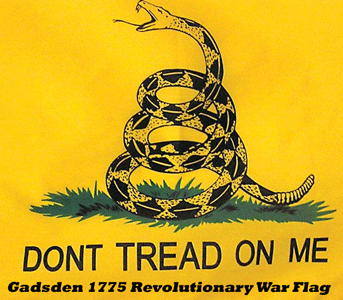 DONT TREAD ON ME
Gadsden 1775 Revolutionary War Flag